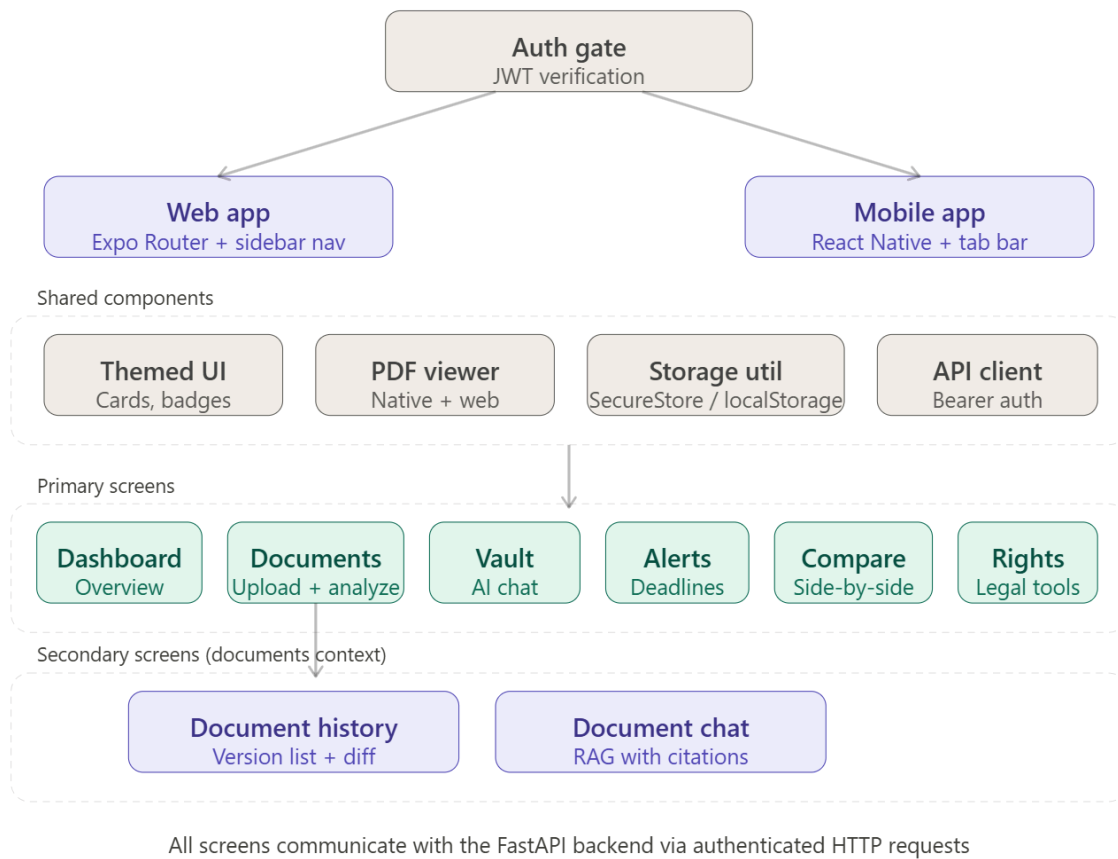 Auth gate
JWT verification
Web app
Expo Router + sidebar nav
Mobile app
React Native + tab bar
Shared components
Themed UI
Cards, badges
PDF viewer
Native + web
Storage util
SecureStore / localStorage
API client
Bearer auth
Primary screens
Dashboard
Overview
Documents
Upload + analyze
Vault
AI chat
Alerts
Deadlines
Compare
Side-by-side
Rights
Legal tools
Secondary screens (documents context)
Document history
Version list + diff
Document chat
RAG with citations
All screens communicate with the FastAPI backend via authenticated HTTP requests